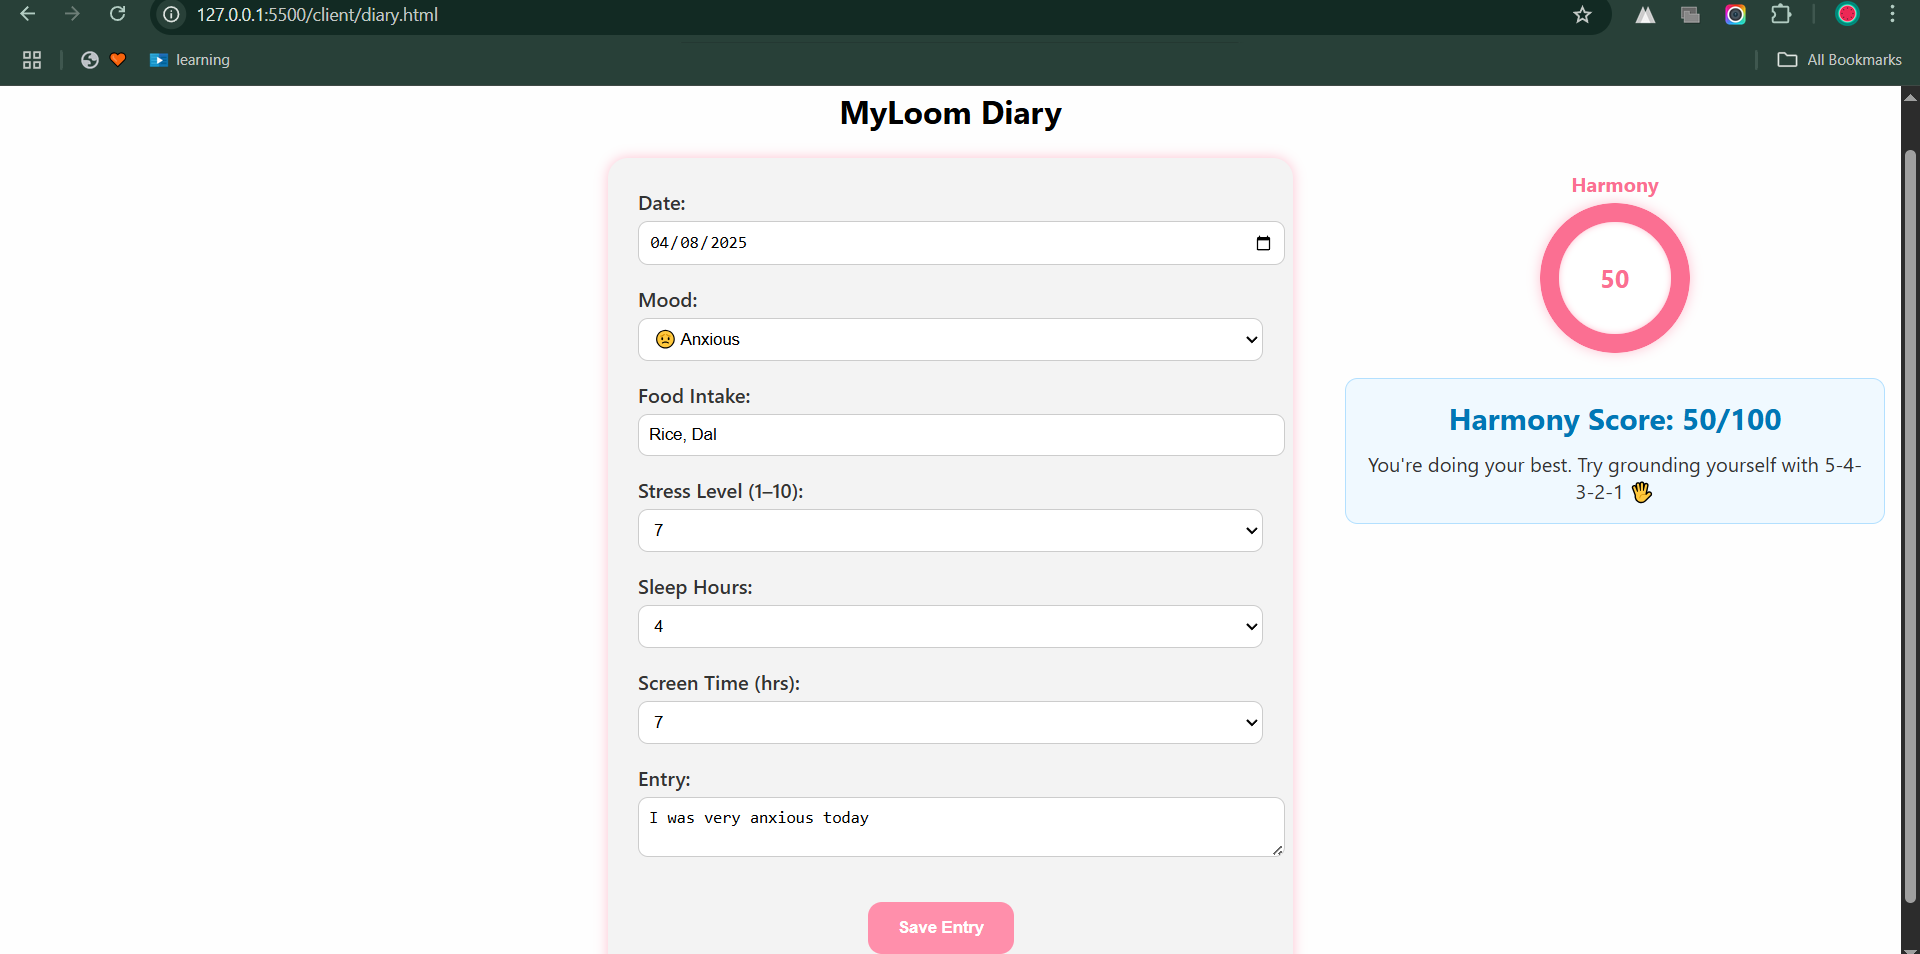 127.0.0.1:5500/client/diary.html
learning
All Bookmarks
MyLoom Diary
Date:
04/08/2025
Mood:
😟 Anxious
Food Intake:
Rice, Dal
Stress Level (1–10):
7
Sleep Hours:
4
Screen Time (hrs):
7
Entry:
I was very anxious today
Save Entry
Harmony
50
Harmony Score: 50/100
You're doing your best. Try grounding yourself with 5-4-
3-2-1 🖐